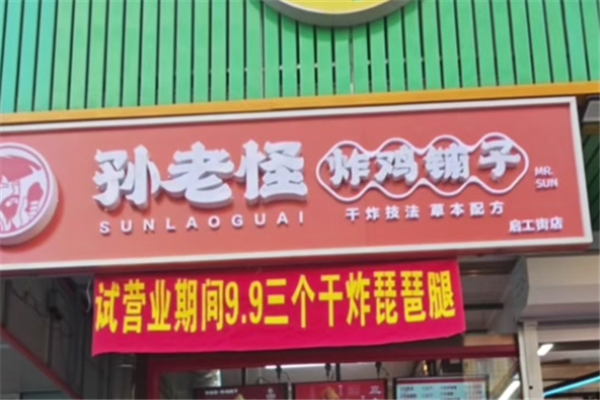 孙老怪 炸鸡铺子
SUNLAOGUAI
干炸技法 草本配方
MR.
SUN
启工街店
试营业期间9.9三个干炸琵琶腿